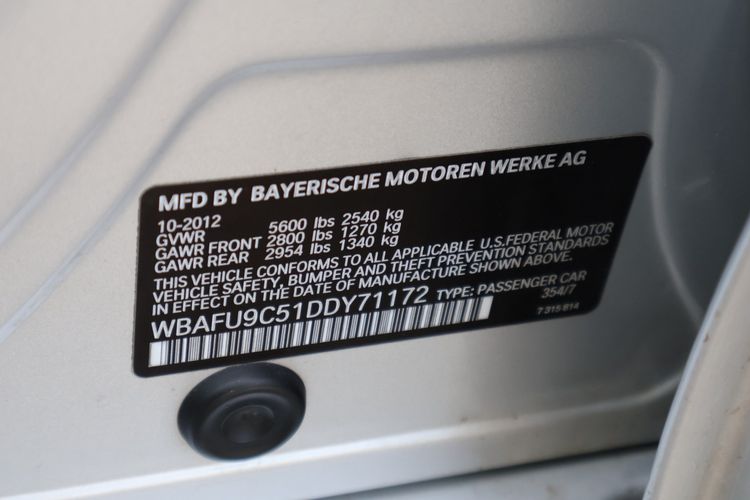 MFD BY BAYERISCHE MOTOREN WERKE AG
10-2012
GVWR 5600 lbs 2540 kg
GAWR FRONT 2800 lbs 1270 kg
GAWR REAR 2954 lbs 1340 kg
THIS VEHICLE CONFORMS TO ALL APPLICABLE U.S.FEDERAL MOTOR
VEHICLE SAFETY, BUMPER AND THEFT PREVENTION STANDARDS
IN EFFECT ON THE DATE OF MANUFACTURE SHOWN ABOVE.
WBAFU9C51DDY71172 TYPE: PASSENGER CAR
354/7
7 315 814